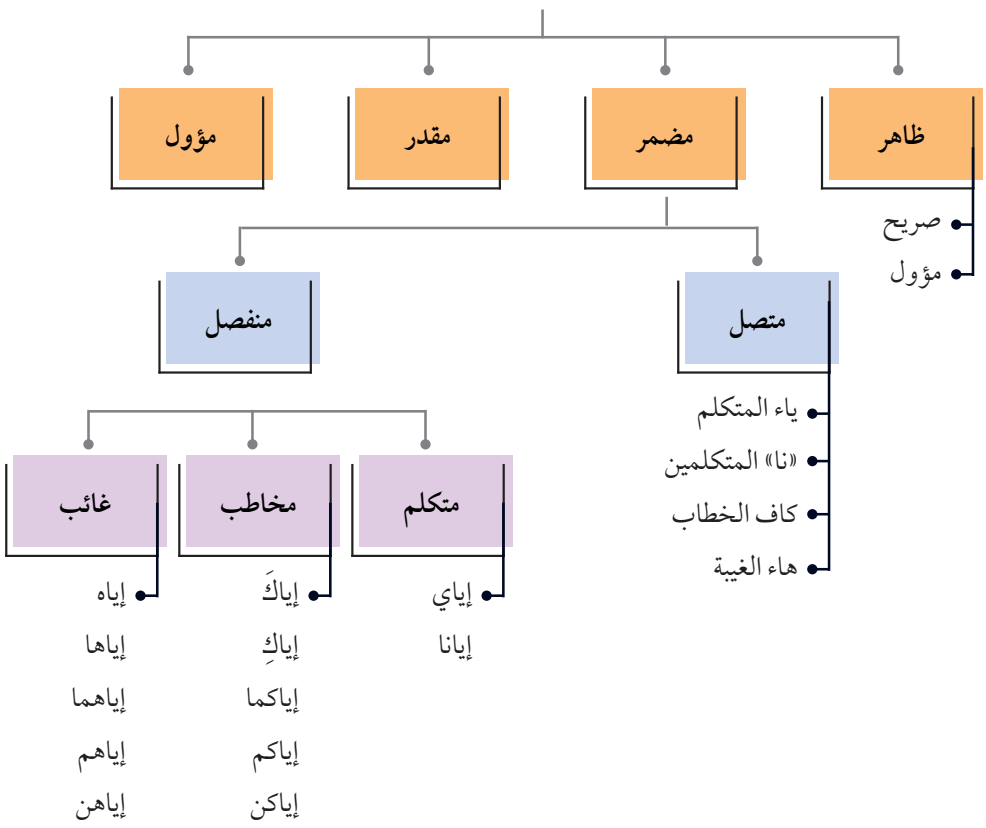 ظاهر
مضمر
مقدر
مؤول
صريح
مؤول
متصل
منفصل
ياء المتكلم
«نا» المتكلمين
كاف الخطاب
هاء الغيبة
متكلم
مخاطب
غائب
إياي
إيانا
إياكَ
إياكِ
إياكما
إياكم
إياكن
إياه
إياها
إياهما
إياهم
إياهن